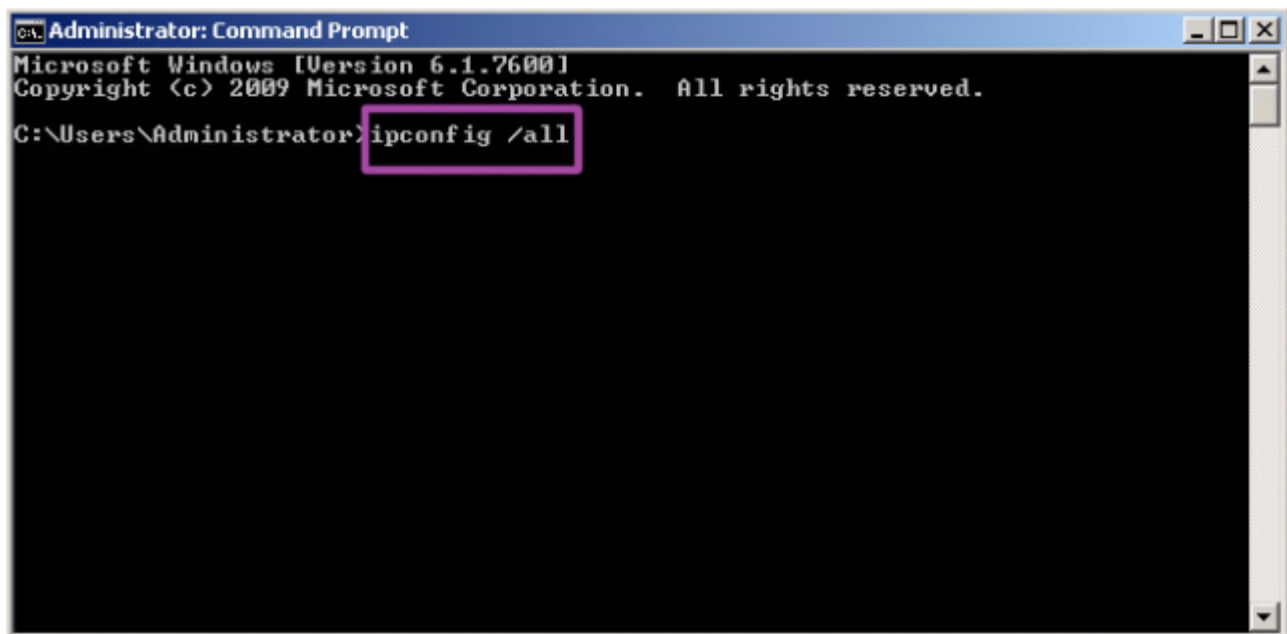 Administrator: Command Prompt
Microsoft Windows [Version 6.1.7600]
Copyright (c) 2009 Microsoft Corporation.  All rights reserved.
C:\Users\Administrator>ipconfig /all